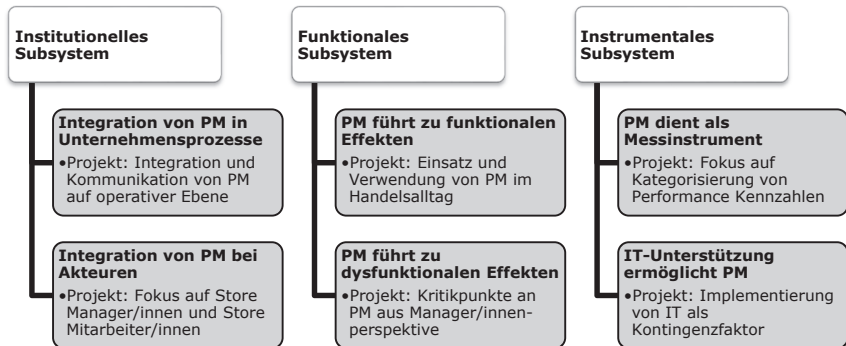 Institutionelles
Subsystem
Integration von PM in
Unternehmensprozesse
•Projekt: Integration und
Kommunikation von PM
auf operativer Ebene
Integration von PM bei
Akteuren
•Projekt: Fokus auf Store
Manager/innen und Store
Mitarbeiter/innen
Funktionales
Subsystem
PM führt zu funktionalen
Effekten
•Projekt: Einsatz und
Verwendung von PM im
Handelsalltag
PM führt zu
dysfunktionalen Effekten
•Projekt: Kritikpunkte an
PM aus Manager/innen-
perspektive
Instrumentales
Subsystem
PM dient als
Messinstrument
•Projekt: Fokus auf
Kategorisierung von
Performance Kennzahlen
IT-Unterstützung
ermöglicht PM
•Projekt: Implementierung
von IT als
Kontingenzfaktor